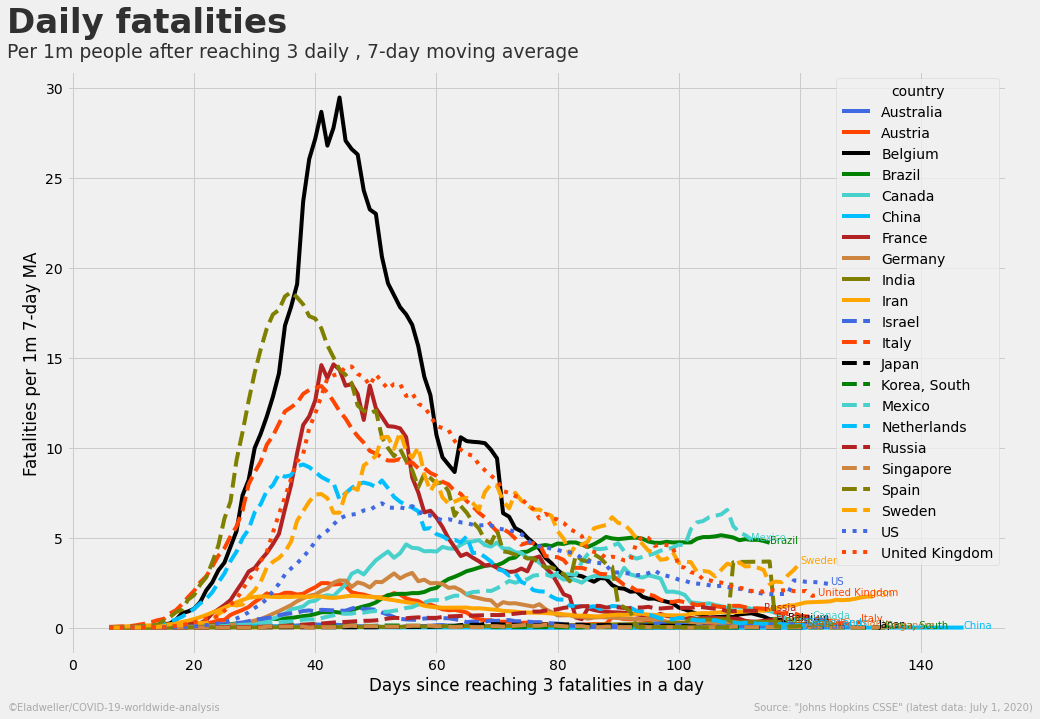 Daily fatalities
Per 1m people after reaching 3 daily , 7-day moving average
country
Australia
Austria
Belgium
Brazil
Canada
China
France
Germany
India
Iran
Israel
Italy
Japan
Korea, South
Mexico
Netherlands
Russia
Singapore
Spain
Sweden
US
United Kingdom
Fatalities per 1m 7-day MA
30
25
20
15
10
5
0
Mexico
Brazil
Sweden
US
United Kingdom
Russia
Belgium
Canada
Italy
Japan
South
China
0 20 40 60 80 100 120 140
Days since reaching 3 fatalities in a day
©Eladweller/COVID-19-worldwide-analysis
Source: "Johns Hopkins CSSE" (latest data: July 1, 2020)